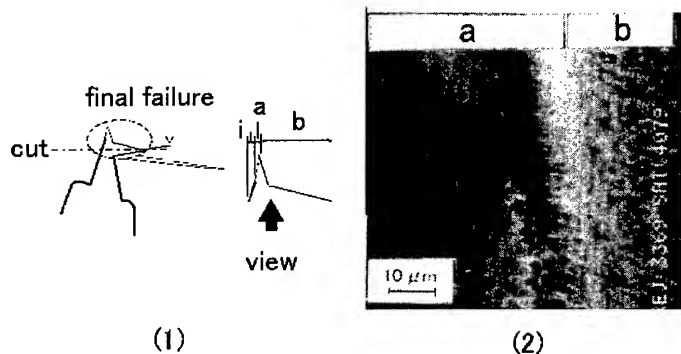 final failure
cut
v
i
a
b
view
(1)
a
b
10 μm
(2)